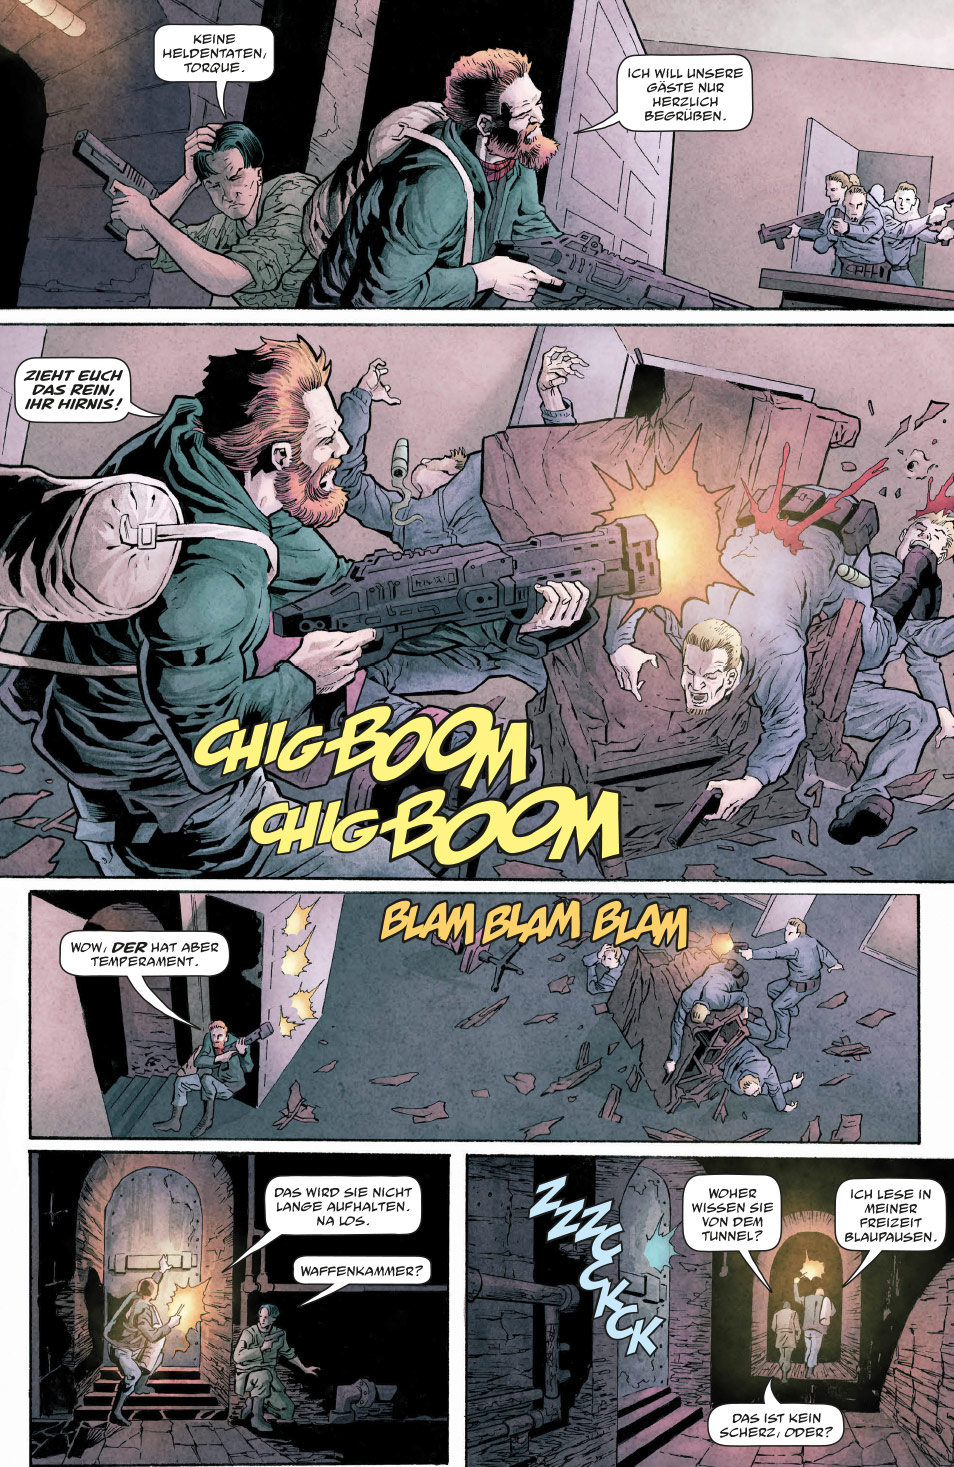 KEINE
HELDENTATEN,
TORQUE.
ICH WILL UNSERE
GÄSTE NUR
HERZLICH
BEGRÜßEN.
ZIEHT EUCH
DAS REIN,
IHR HIRNIS!
CHIG-BOOM
CHIG-BOOM
BLAM BLAM BLAM
WOW, DER HAT ABER
TEMPERAMENT.
DAS WIRD SIE NICHT
LANGE AUFHALTEN.
NA LOS.
WAFFENKAMMER?
ZZZZCKCKCK
WOHER
WISSEN SIE
VON DEM
TUNNEL?
ICH LESE IN
MEINER
FREIZEIT
BLAUPAUSEN.
DAS IST KEIN
SCHERZ, ODER?